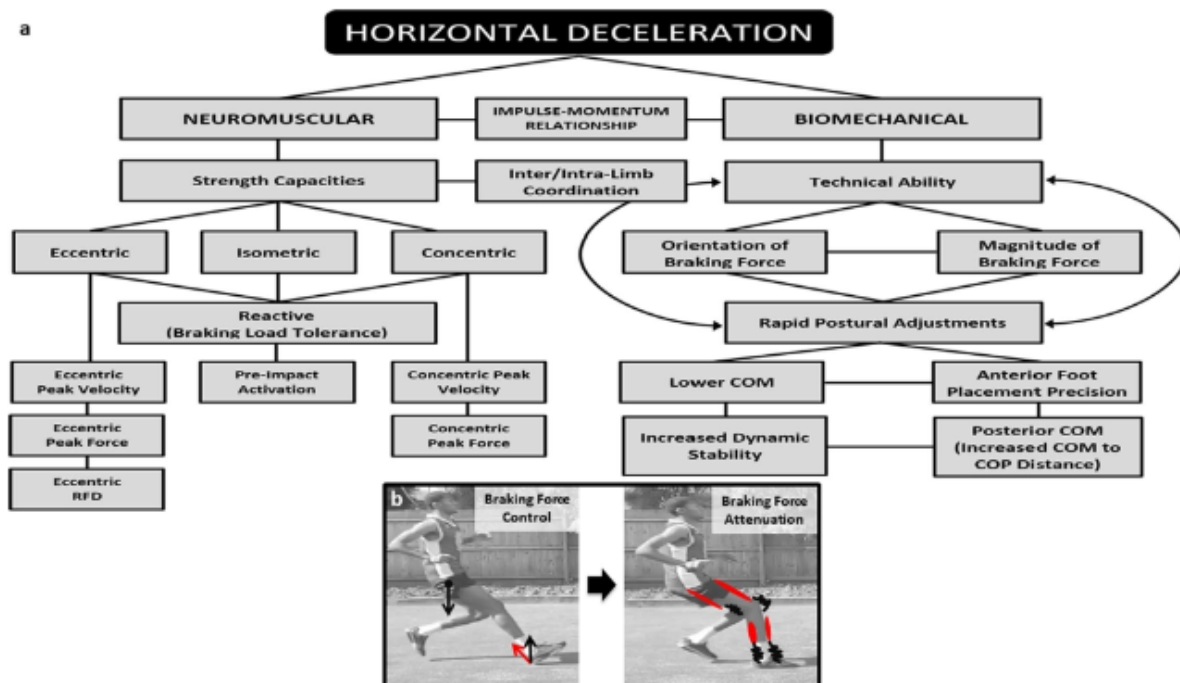 a
HORIZONTAL DECELERATION
NEUROMUSCULAR
IMPULSE-MOMENTUM
RELATIONSHIP
BIOMECHANICAL
Strength Capacities
Inter/Intra-Limb
Coordination
Technical Ability
Eccentric
Isometric
Concentric
Orientation of
Braking Force
Magnitude of
Braking Force
Reactive
(Braking Load Tolerance)
Rapid Postural Adjustments
Eccentric
Peak Velocity
Pre-Impact
Activation
Concentric Peak
Velocity
Lower COM
Anterior Foot
Placement Precision
Eccentric
Peak Force
Concentric
Peak Force
Increased Dynamic
Stability
Posterior COM
(Increased COM to
COP Distance)
Eccentric
RFD
b
Braking Force
Control
Braking Force
Attenuation